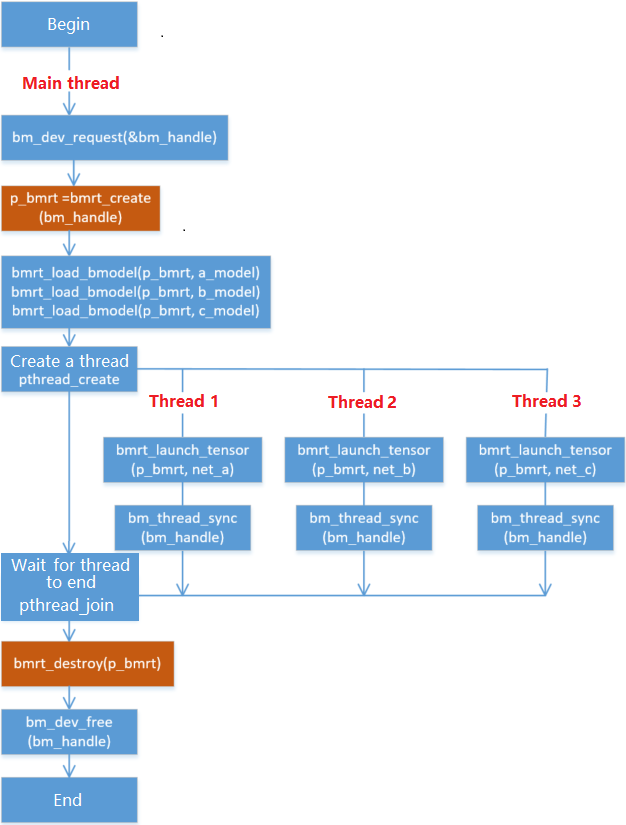 Begin
Main thread
bm_dev_request(&bm_handle)
p_bmrt =bmrt_create
(bm_handle)
bmrt_load_bmodel(p_bmrt, a_model)
bmrt_load_bmodel(p_bmrt, b_model)
bmrt_load_bmodel(p_bmrt, c_model)
Create a thread
pthread_create
Thread 1
Thread 2
Thread 3
bmrt_launch_tensor
(p_bmrt, net_a)
bmrt_launch_tensor
(p_bmrt, net_b)
bmrt_launch_tensor
(p_bmrt, net_c)
bm_thread_sync
(bm_handle)
bm_thread_sync
(bm_handle)
bm_thread_sync
(bm_handle)
Wait for thread
to end
pthread_join
bmrt_destroy(p_bmrt)
bm_dev_free
(bm_handle)
End